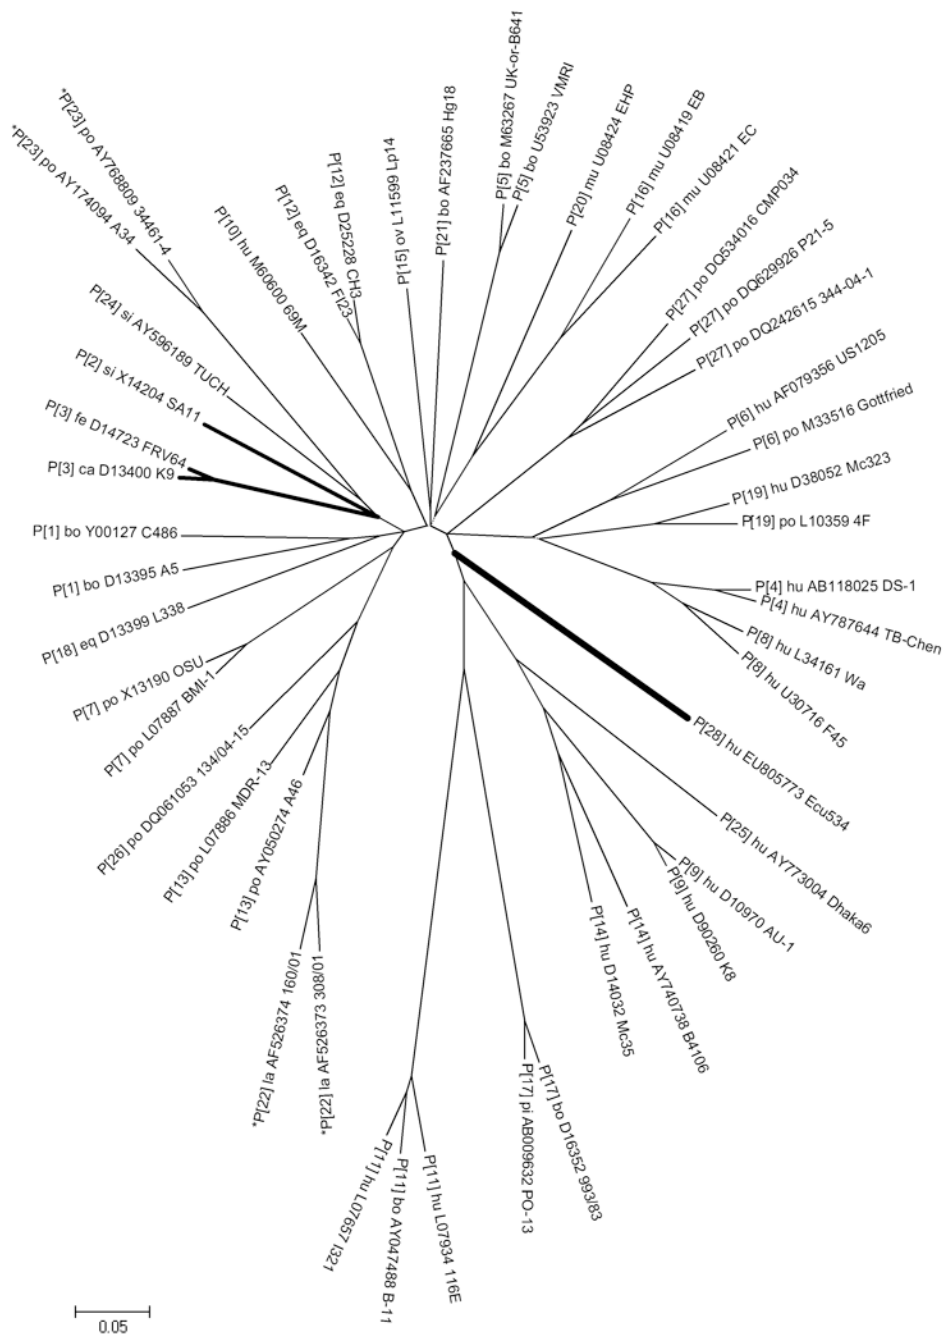 *P[23] po AY768809 34461-4
*P[23] po AY174094 A34
P[10] hu M60600 69M
P[12] eq D16342 FI23
P[12] eq D25228 CH3
P[15] ov L11599 Lp14
P[21] bo AF237665 Hg18
P[5] bo M63267 UK-or-B641
P[5] bo U53923 VMRI
P[20] mu U08424 EHP
P[16] mu U08419 EB
P[16] mu U08421 EC
P[27] po DQ534016 CMP034
P[27] po DQ629926 P21-5
P[27] po DQ242615 344-04-1
P[6] hu AF079356 US1205
P[6] po M33516 Gottfried
P[19] hu D38052 Mc323
P[19] po L10359 4F
P[4] hu AB118025 DS-1
P[4] hu AY787644 TB-Chen
P[8] hu L34161 Wa
P[8] hu U30716 F45
P[28] hu EU805773 Ecu534
P[25] hu AY773004 Dhaka6
P[9] hu D10970 AU-1
P[9] hu D90260 K8
P[14] hu AY740738 B4106
P[14] hu D14032 Mc35
P[17] bo D16352 993/83
P[17] pi AB009632 PO-13
P[11] hu L07934 116E
P[11] bo AY047488 B-11
P[11] hu L07657 I321
*P[22] la AF526373 308/01
*P[22] la AF526374 160/01
P[13] po AY050274 A46
P[13] po L07886 MDR-13
P[26] po DQ061053 134/04-15
P[7] po L07887 BMI-1
P[7] po X13190 OSU
P[18] eq D13399 L338
P[1] bo D13395 A5
P[1] bo Y00127 C486
P[3] ca D13400 K9
P[3] fe D14723 FRV64
P[2] si X14204 SA11
P[24] si AY596189 TUCH
0.05